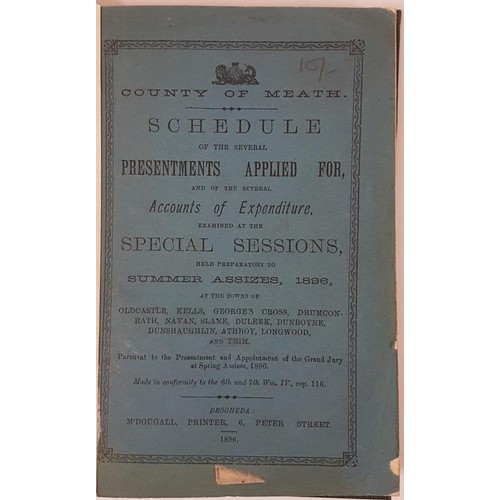 10/-
COUNTY OF MEATH.
SCHEDULE
OF THE SEVERAL
PRESENTMENTS APPLIED FOR,
AND OF THE SEVERAL
Accounts of Expenditure,
EXAMINED AT THE
SPECIAL SESSIONS,
HELD PREPARATORY TO
SUMMER ASSIZES, 1896,
AT THE TOWNS OF
OLDCASTLE, KELLS, GEORGE'S CROSS, DRUMCON-
RATH, NAVAN, SLANE, DULEEK, DUNBOYNE,
DUNSHAUGHLIN, ATHBOY, LONGWOOD,
AND TRIM.
Pursuant to the Presentment and Appointment of the Grand Jury
at Spring Assizes, 1896.
Made in conformity to the 6th and 7th Wm. IV., cap. 116.
DROGHEDA:
M'DOUGALL, PRINTER, 6, PETER STREET.
1896.